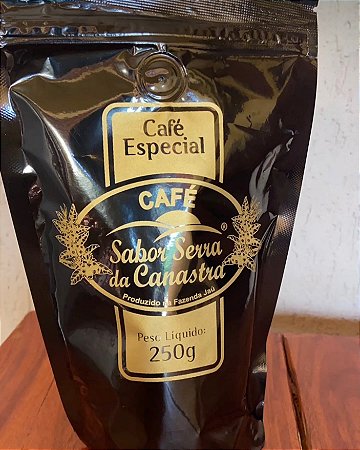 Café
Especial
CAFÉ
Sabor Serra
da Canastra
®
Produzido na Fazenda Jaú
Peso Líquido:
250g